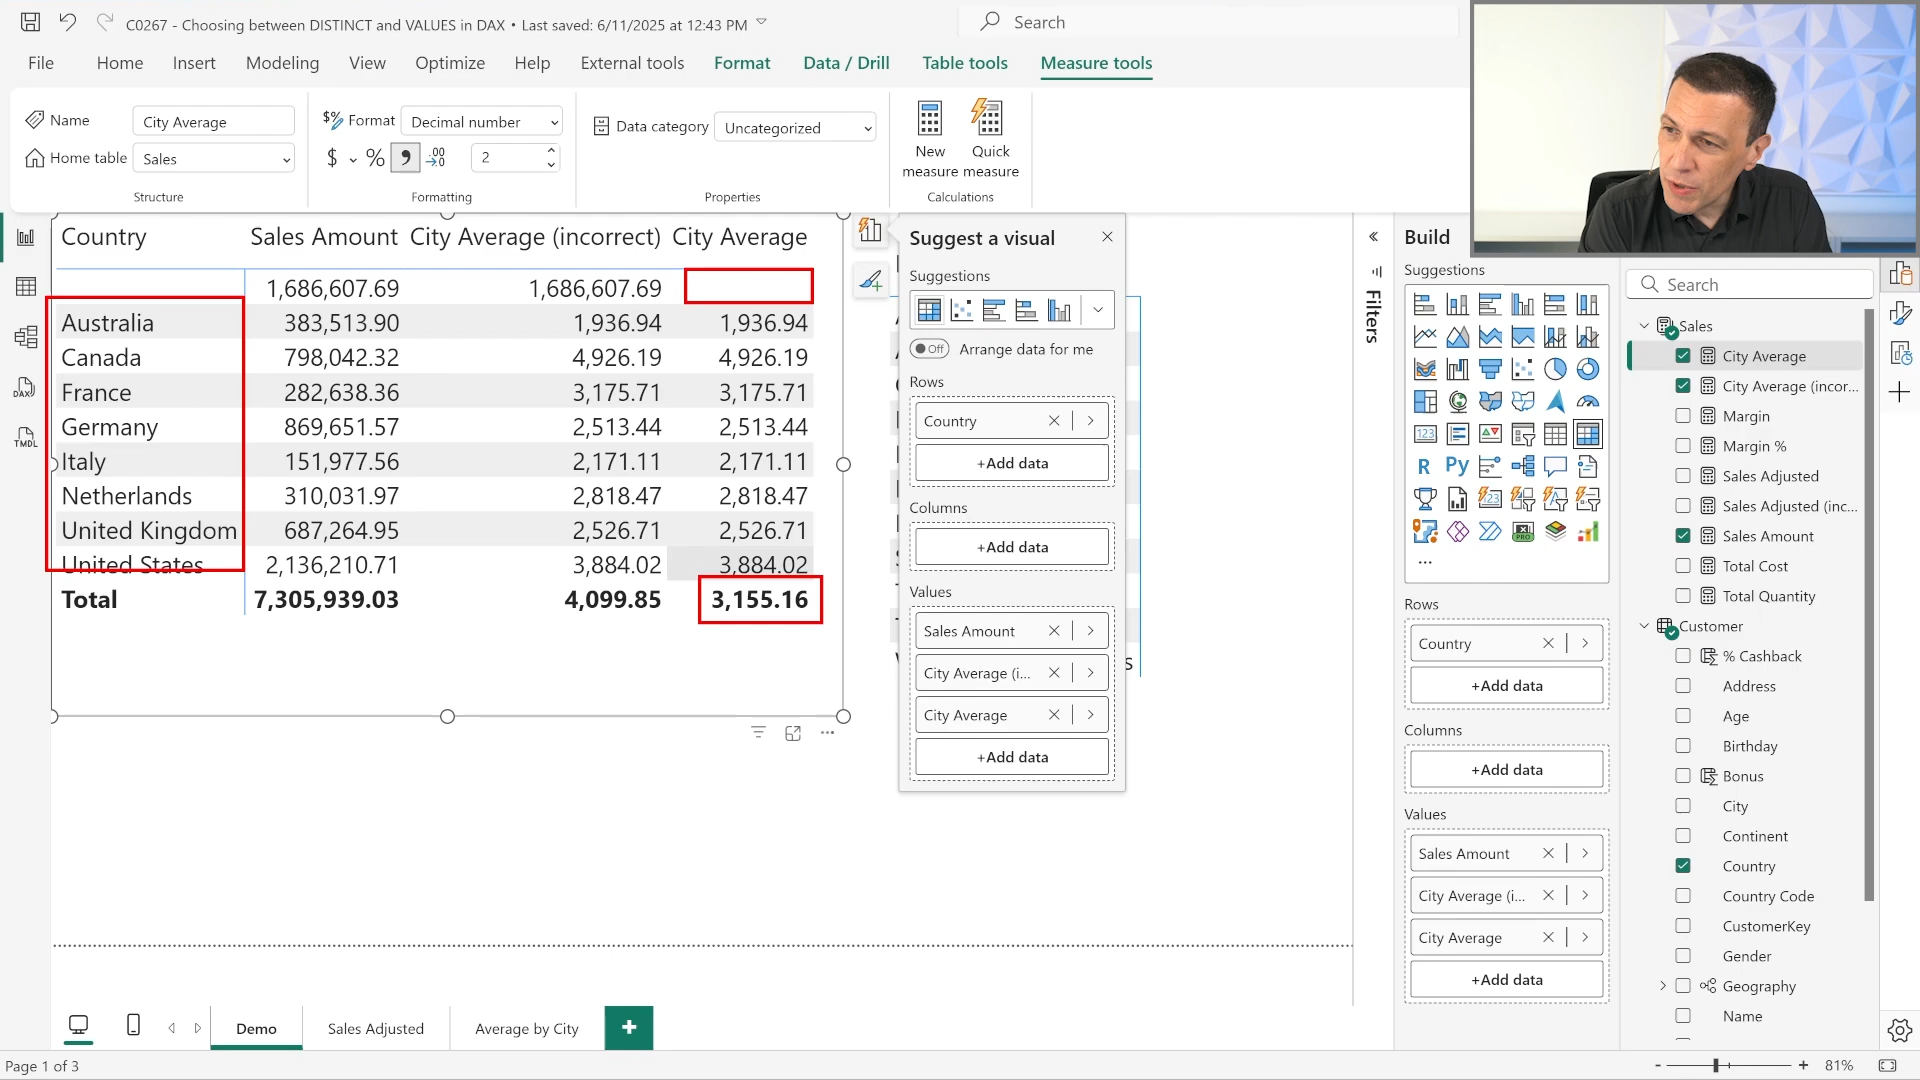 C0267 - Choosing between DISTINCT and VALUES in DAX • Last saved: 6/11/2025 at 12:43 PM
Search
File Home Insert Modeling View Optimize Help External tools Format Data / Drill Table tools Measure tools
Name City Average
Home table Sales
Structure
Format Decimal number
$ % , .00 →.0 2
Formatting
Data category Uncategorized
Properties
New measure
Quick measure
Calculations
Country Sales Amount City Average (incorrect) City Average
1,686,607.69 1,686,607.69
Australia 383,513.90 1,936.94 1,936.94
Canada 798,042.32 4,926.19 4,926.19
France 282,638.36 3,175.71 3,175.71
Germany 869,651.57 2,513.44 2,513.44
Italy 151,977.56 2,171.11 2,171.11
Netherlands 310,031.97 2,818.47 2,818.47
United Kingdom 687,264.95 2,526.71 2,526.71
United States 2,136,210.71 3,884.02 3,884.02
Total 7,305,939.03 4,099.85 3,155.16
DAX
TMDL
Suggest a visual
Suggestions
Off Arrange data for me
Rows
Country
+Add data
Columns
+Add data
Values
Sales Amount
City Average (i...
City Average
+Add data
Filters
Build
Suggestions
123
R Py
123
PRO
...
Rows
Country
+Add data
Columns
+Add data
Values
Sales Amount
City Average (i...
City Average
+Add data
Search
Sales
City Average
City Average (incor...
Margin
Margin %
Sales Adjusted
Sales Adjusted (inc...
Sales Amount
Total Cost
Total Quantity
Customer
% Cashback
Address
Age
Birthday
Bonus
City
Continent
Country
Country Code
CustomerKey
Gender
Geography
Name
Demo Sales Adjusted Average by City +
Page 1 of 3
- + 81%